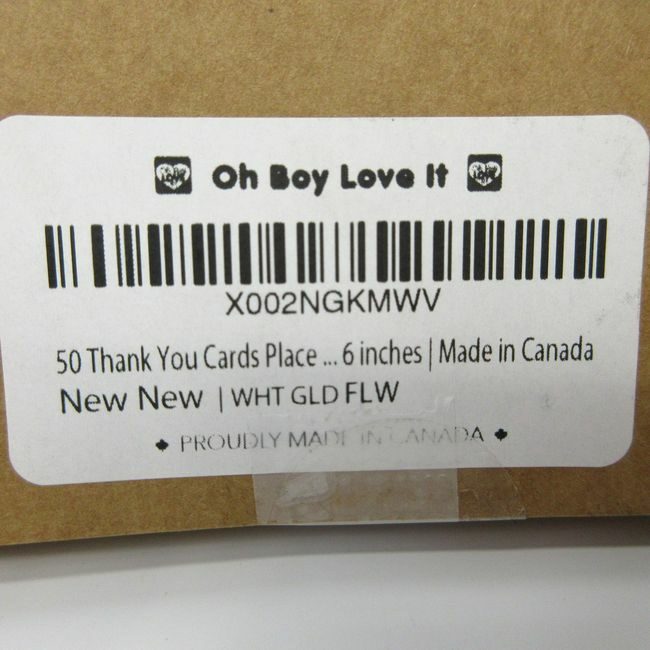 Oh Boy Love It
X002NGKMWV
50 Thank You Cards Place ... 6 inches | Made in Canada
New New | WHT GLD FLW
PROUDLY MADE IN CANADA